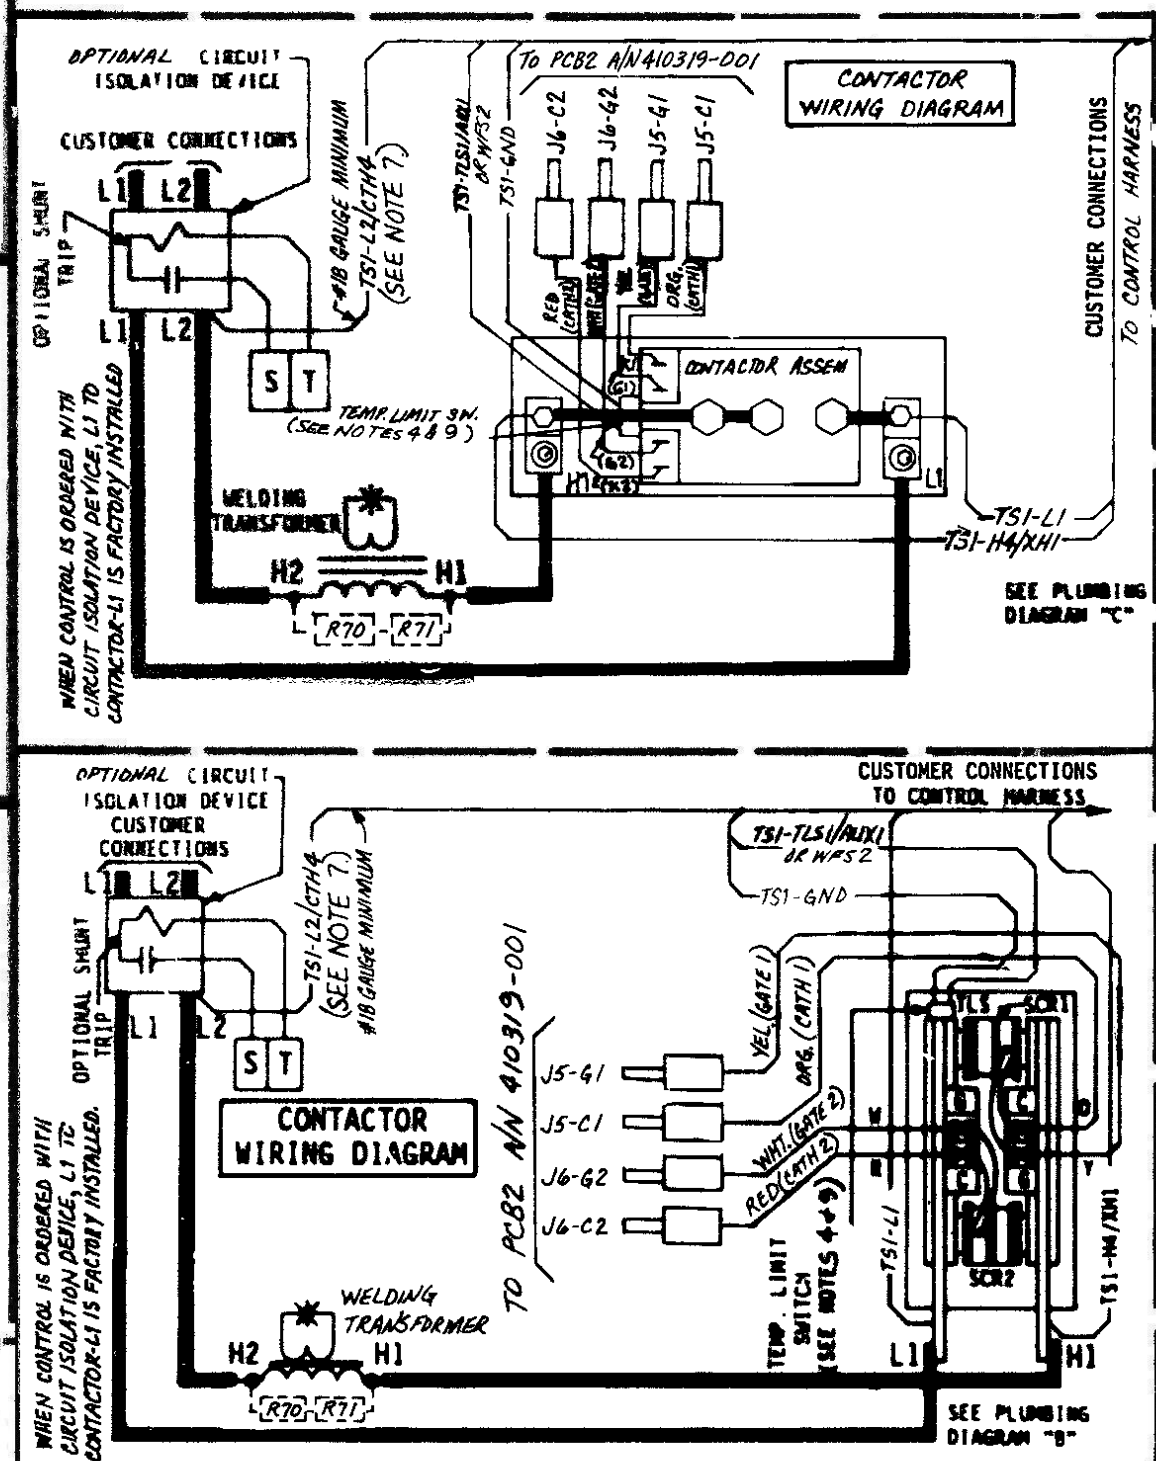 OPTIONAL CIRCUIT
ISOLATION DEVICE
CUSTOMER CONNECTIONS
L1 L2
OPTIONAL SHUNT
TRIP
L1 L2
S T
#18 GAUGE MINIMUM
TS1-L2/CTH4
(SEE NOTE 7.)
TS1-TLS1/AUX1
OR WFS2
TS1-GND
TO PCB2 A/N 410319-001
J6-C2
J6-G2
J5-G1
J5-C1
RED
(CATH2)
WHT(GATE2)
YEL
ORG.
(CATH1)
CONTACTOR
WIRING DIAGRAM
CUSTOMER CONNECTIONS
TO CONTROL HARNESS
K1
(G1)
CONTACTOR ASSEM
TEMP. LIMIT SW.
(SEE NOTES 4 & 9)
(G2)
(K2)
H1
L1
WELDING
TRANSFORMER
H2 H1
R70 R71
TS1-L1
TS1-H4/XH1
SEE PLUMBING
DIAGRAM "C"
WHEN CONTROL IS ORDERED WITH
CIRCUIT ISOLATION DEVICE, L1 TO
CONTACTOR-L1 IS FACTORY INSTALLED
OPTIONAL CIRCUIT
ISOLATION DEVICE
CUSTOMER
CONNECTIONS
L1 L2
OPTIONAL SHUNT
TRIP
L1 L2
S T
TS1-L2/CTH4
(SEE NOTE 7.)
#18 GAUGE MINIMUM
CUSTOMER CONNECTIONS
TO CONTROL HARNESS
TS1-TLS1/AUX1
OR WFS2
TS1-GND
CONTACTOR
WIRING DIAGRAM
TO PCB2 A/N 410319-001
J5-G1
J5-C1
J6-G2
J6-C2
YEL.(GATE 1)
ORG. (CATH 1)
WHT.(GATE 2)
RED(CATH 2)
TLS SCR1
W
R
G C
O
Y
C G
SCR2
TEMP. LIMIT
SWITCH
(SEE NOTES 4 & 9)
TS1-L1
TS1-H4/XH1
L1 H1
WELDING
TRANSFORMER
H2 H1
R70 R71
SEE PLUMBING
DIAGRAM "B"
WHEN CONTROL IS ORDERED WITH
CIRCUIT ISOLATION DEVICE, L1 TO
CONTACTOR-L1 IS FACTORY INSTALLED.